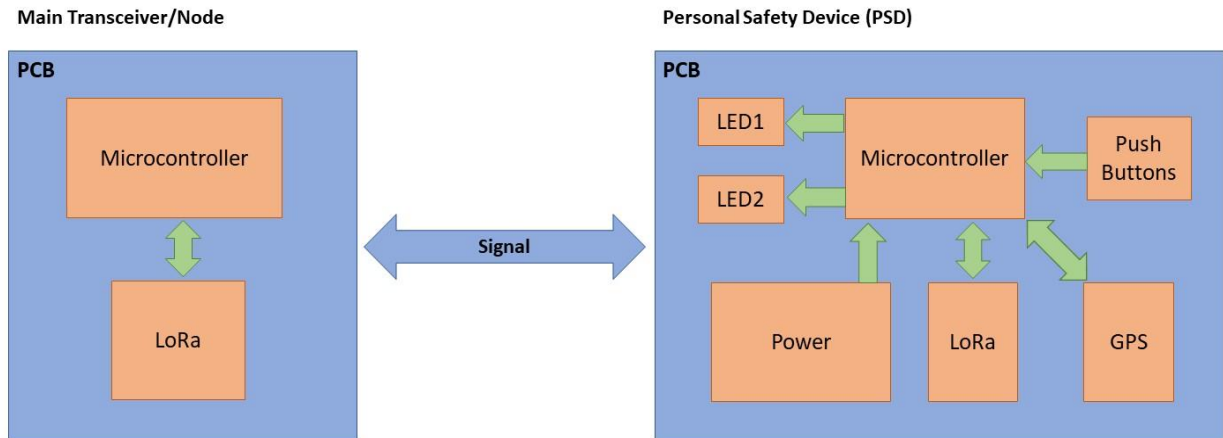 Main Transceiver/Node
PCB
Microcontroller
LoRa
Signal
Personal Safety Device (PSD)
PCB
LED1
LED2
Microcontroller
Push
Buttons
Power
LoRa
GPS